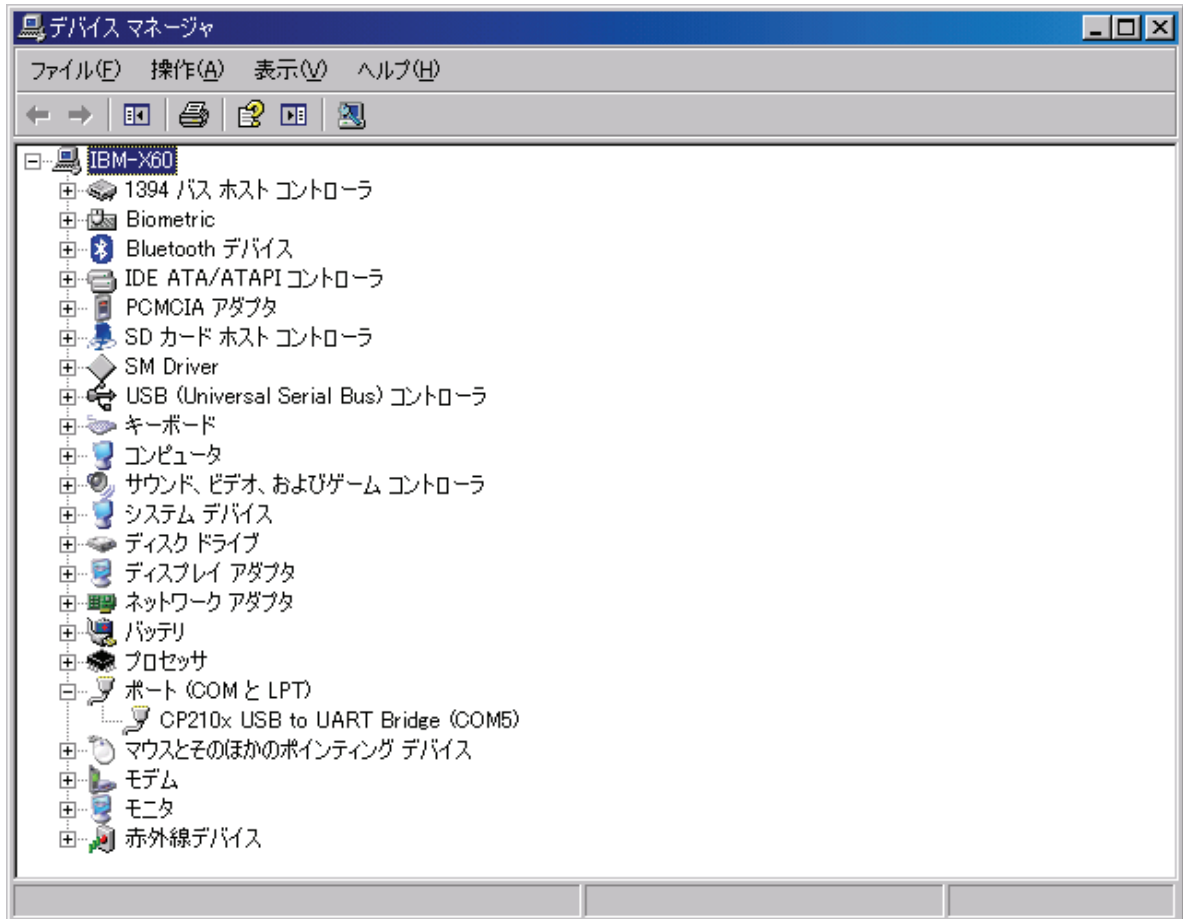 デバイス マネージャ
ファイル(F) 操作(A) 表示(V) ヘルプ(H)
IBM-X60
1394 バス ホスト コントローラ
Biometric
Bluetooth デバイス
IDE ATA/ATAPI コントローラ
PCMCIA アダプタ
SD カード ホスト コントローラ
SM Driver
USB (Universal Serial Bus) コントローラ
キーボード
コンピュータ
サウンド、ビデオ、およびゲーム コントローラ
システム デバイス
ディスク ドライブ
ディスプレイ アダプタ
ネットワーク アダプタ
バッテリ
プロセッサ
ポート (COM と LPT)
CP210x USB to UART Bridge (COM5)
マウスとそのほかのポインティング デバイス
モデム
モニタ
赤外線デバイス